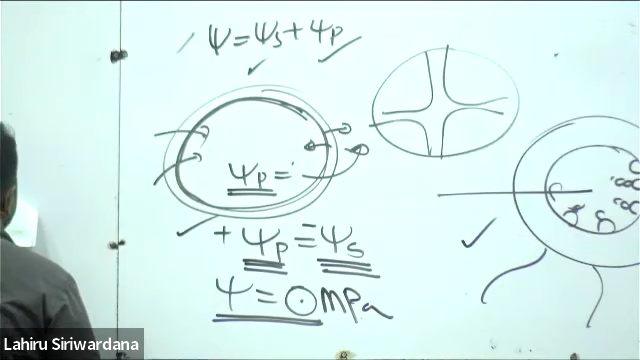 Ψ = Ψs + Ψp
Ψp =
+ Ψp = Ψs
Ψ = 0 MPa
Lahiru Siriwardana